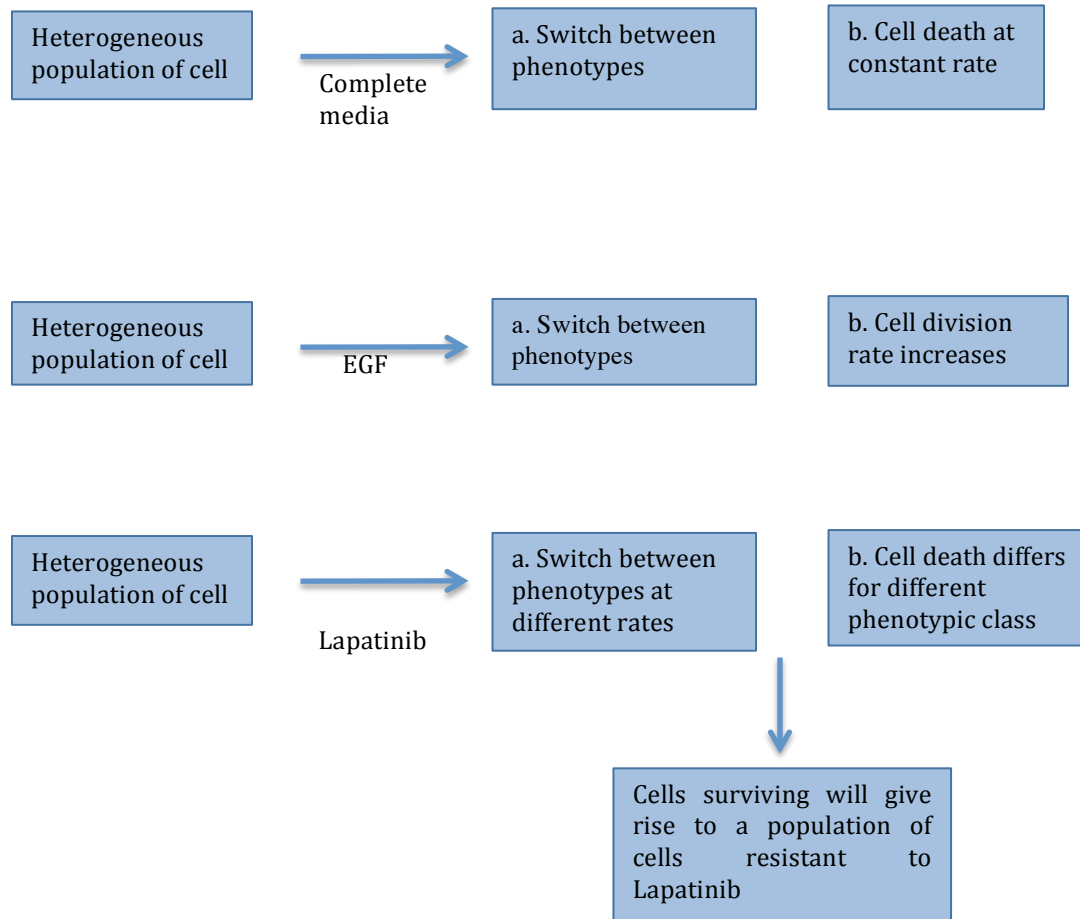 Heterogeneous
population of cell
Complete
media
a. Switch between
phenotypes
b. Cell death at
constant rate
Heterogeneous
population of cell
EGF
a. Switch between
phenotypes
b. Cell division
rate increases
Heterogeneous
population of cell
Lapatinib
a. Switch between
phenotypes at
different rates
b. Cell death differs
for different
phenotypic class
Cells surviving will give
rise to a population of
cells resistant to
Lapatinib